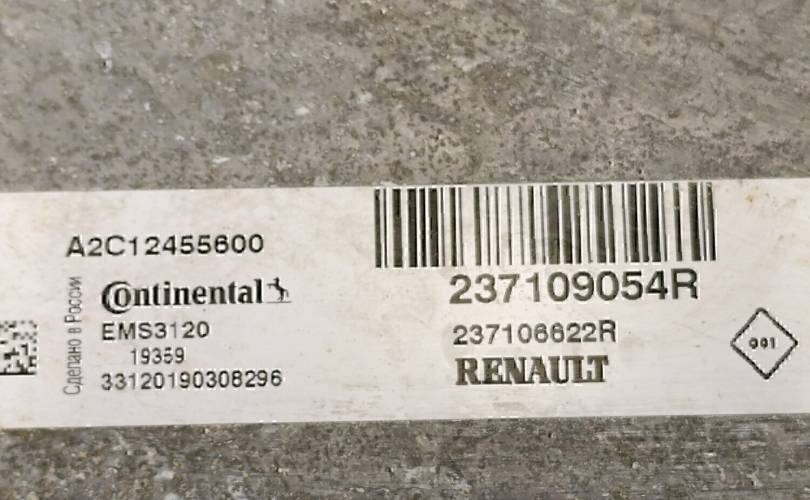 A2C12455600
Continental
EMS3120
19359
33120190308296
Сделано в России
237109054R
237106622R
RENAULT
001